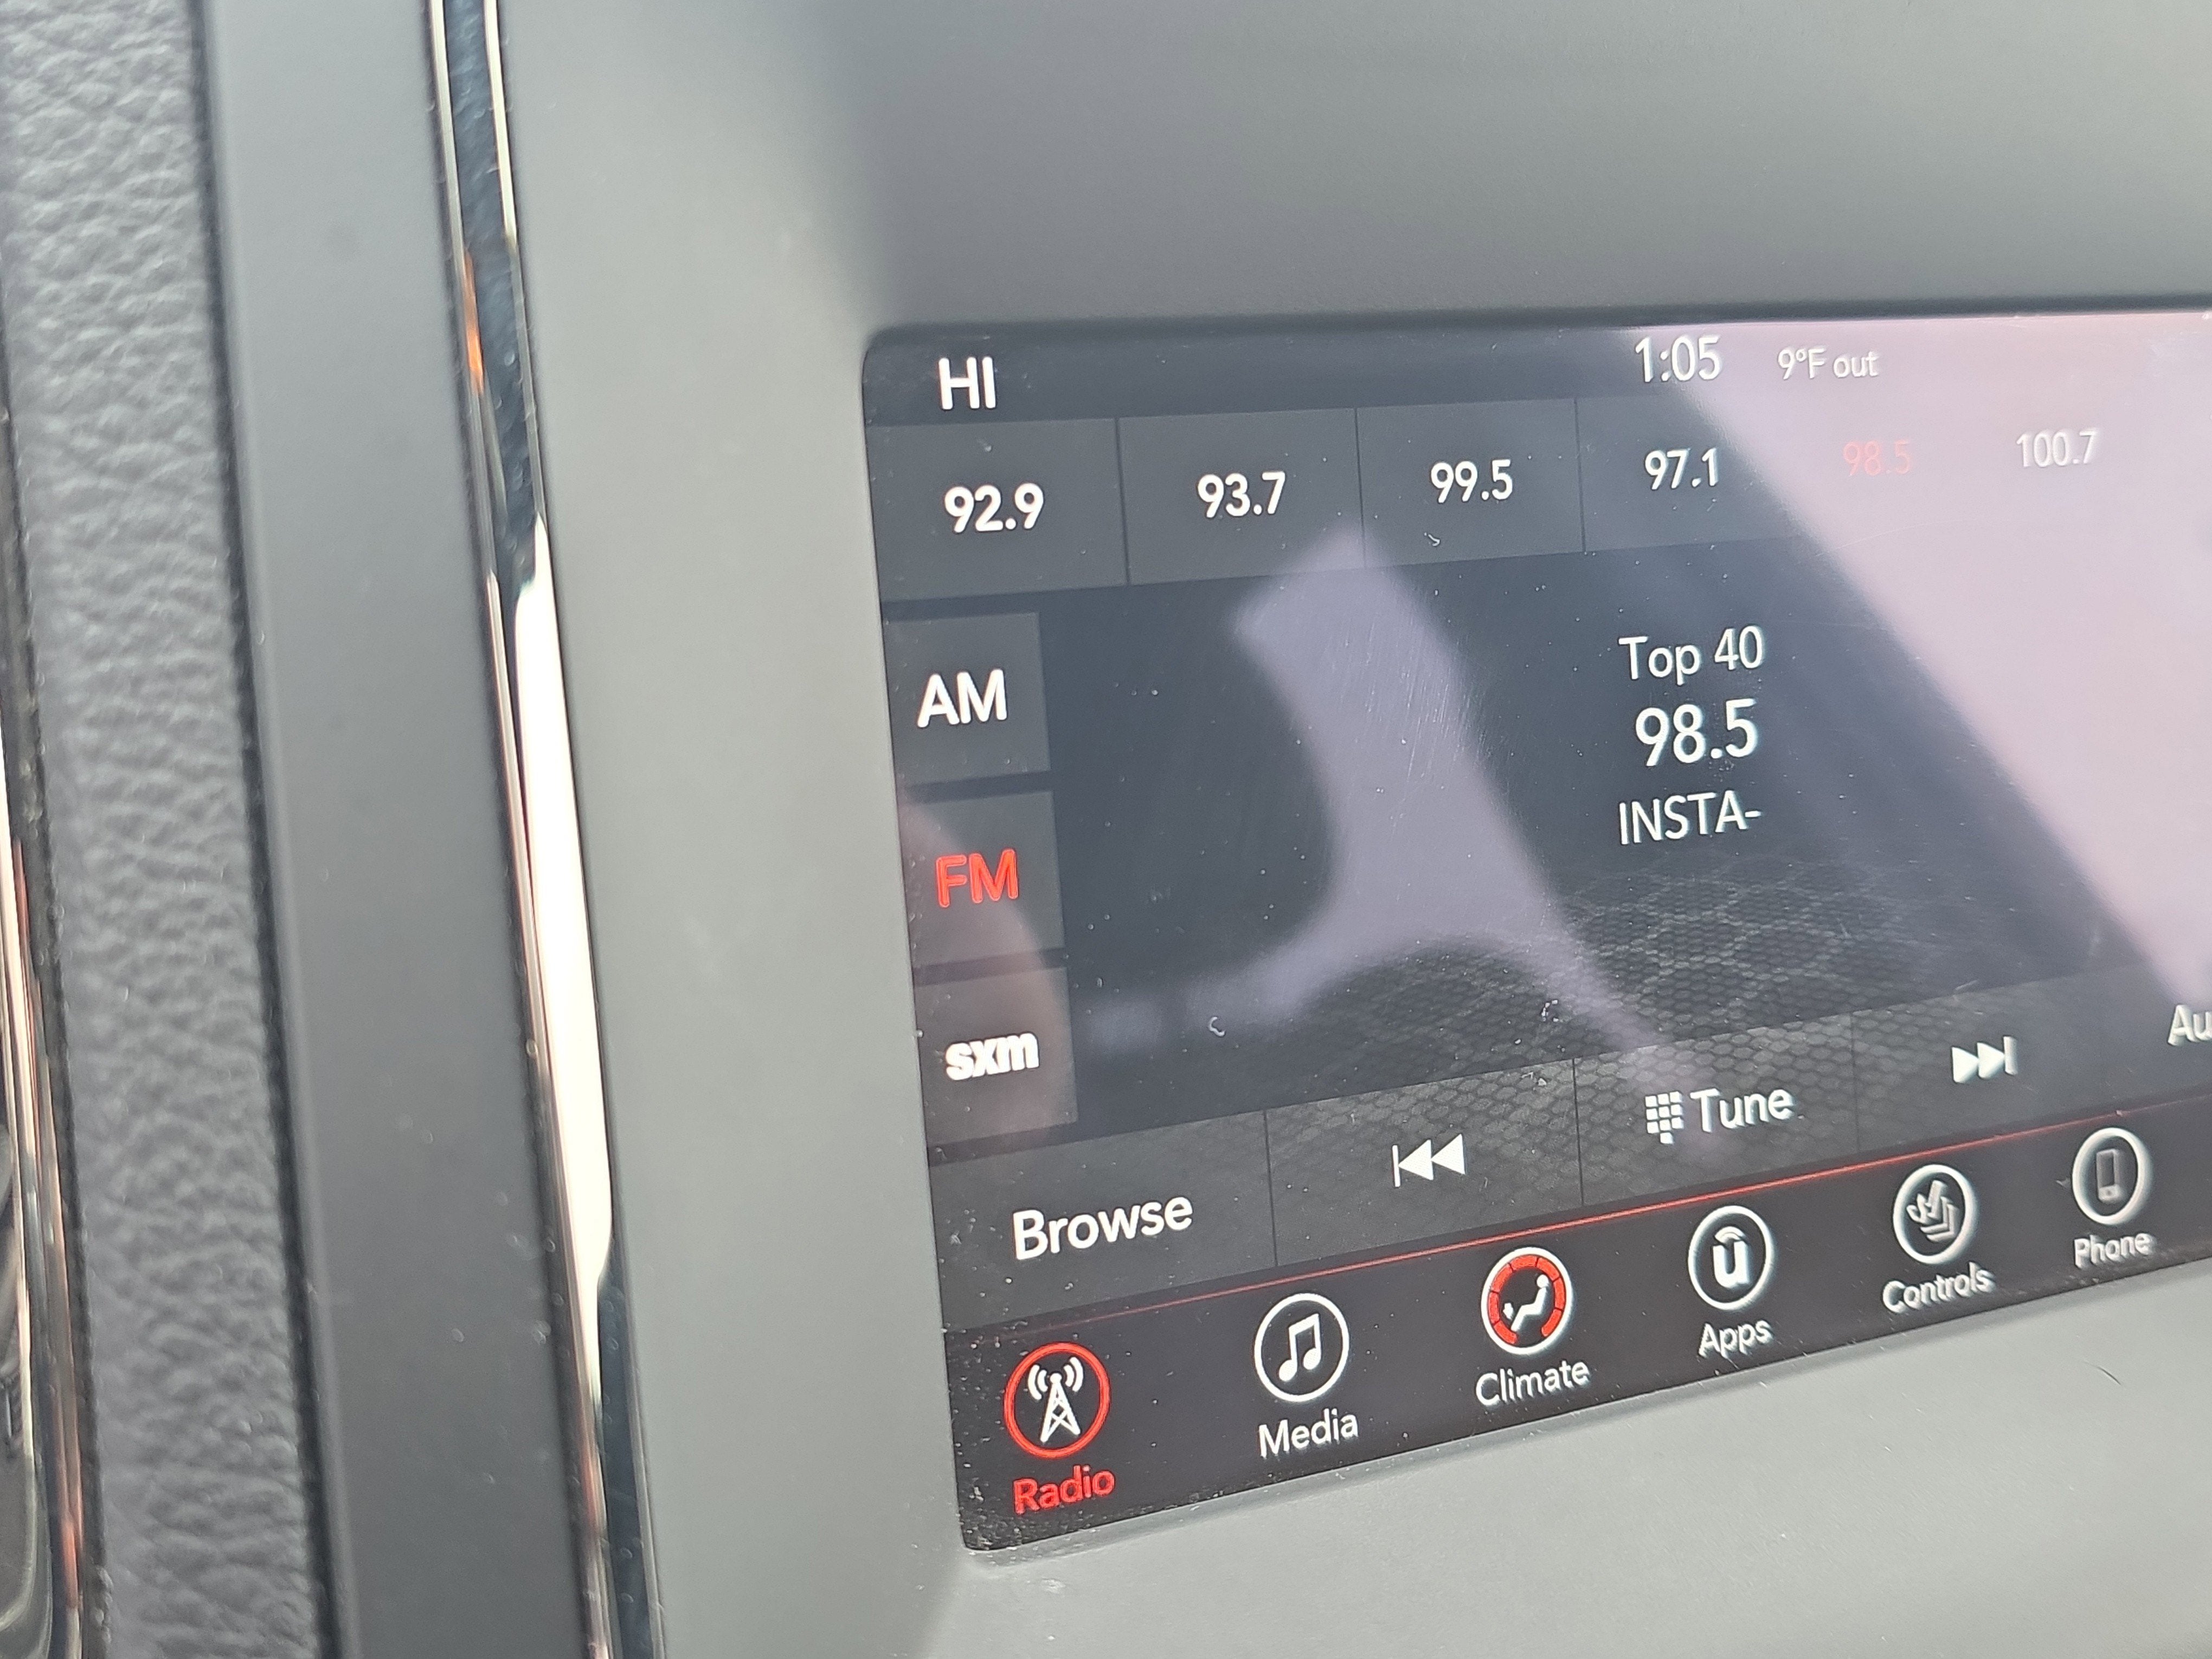 HI 1:05 9°F out
92.9 93.7 99.5 97.1 98.5 100.7
AM
FM
sxm
Top 40
98.5
INSTA-
Browse Tune Au
Radio Media Climate Apps Controls Phone